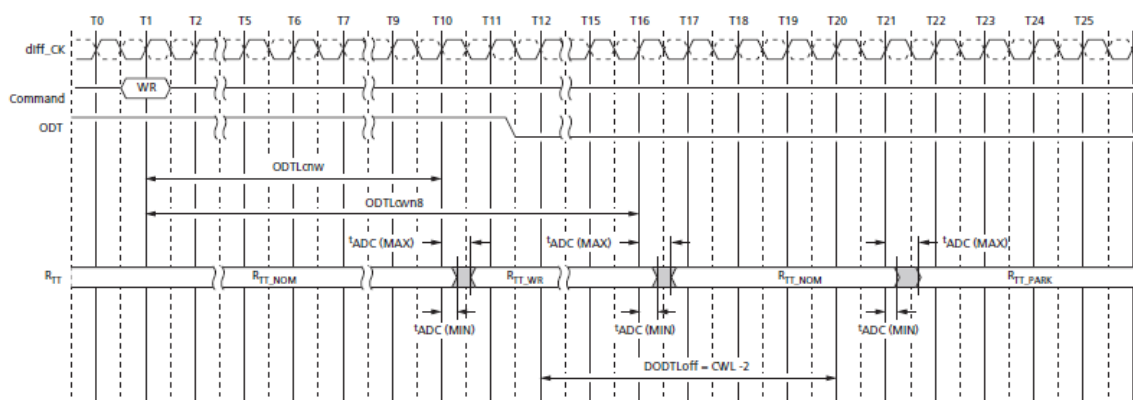 T0 T1 T2 T5 T6 T7 T9 T10 T11 T12 T15 T16 T17 T18 T19 T20 T21 T22 T23 T24 T25
diff_CK
WR
Command
ODT
ODTLcnw
ODTLcwn8
tADC (MAX) tADC (MAX) tADC (MAX)
RTT RTT_NOM RTT_WR RTT_NOM RTT_PARK
tADC (MIN) tADC (MIN) tADC (MIN)
DODTLoff = CWL -2